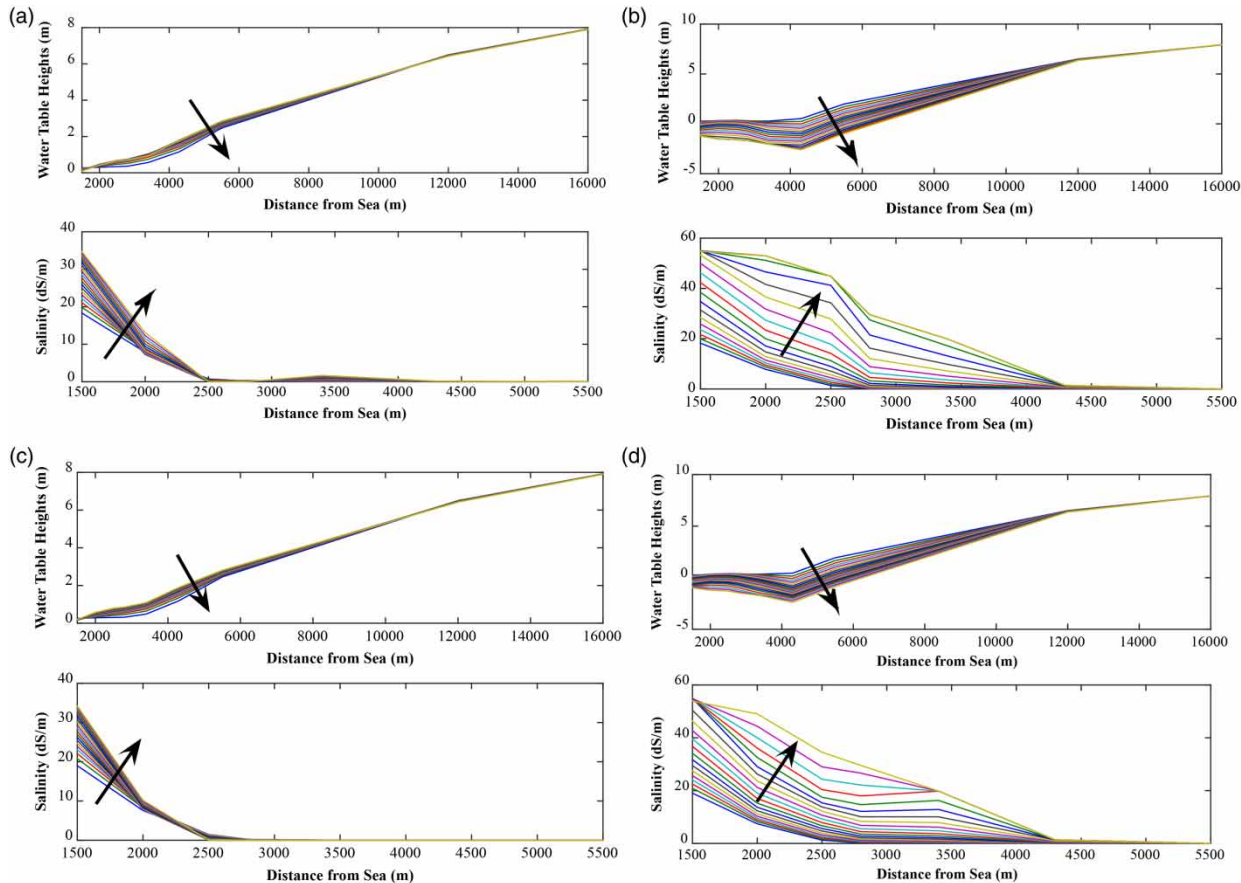 (a)
Water Table Heights (m)
8
6
4
2
0
2000 4000 6000 8000 10000 12000 14000 16000
Distance from Sea (m)
Salinity (dS/m)
40
30
20
10
0
1500 2000 2500 3000 3500 4000 4500 5000 5500
Distance from Sea (m)
(b)
Water Table Heights (m)
10
5
0
-5
2000 4000 6000 8000 10000 12000 14000 16000
Distance from Sea (m)
Salinity (dS/m)
60
40
20
0
1500 2000 2500 3000 3500 4000 4500 5000 5500
Distance from Sea (m)
(c)
Water Table Heights (m)
8
6
4
2
0
2000 4000 6000 8000 10000 12000 14000 16000
Distance from Sea (m)
Salinity (dS/m)
40
30
20
10
0
1500 2000 2500 3000 3500 4000 4500 5000 5500
Distance from Sea (m)
(d)
Water Table Heights (m)
10
5
0
-5
2000 4000 6000 8000 10000 12000 14000 16000
Distance from Sea (m)
Salinity (dS/m)
60
40
20
0
1500 2000 2500 3000 3500 4000 4500 5000 5500
Distance from Sea (m)